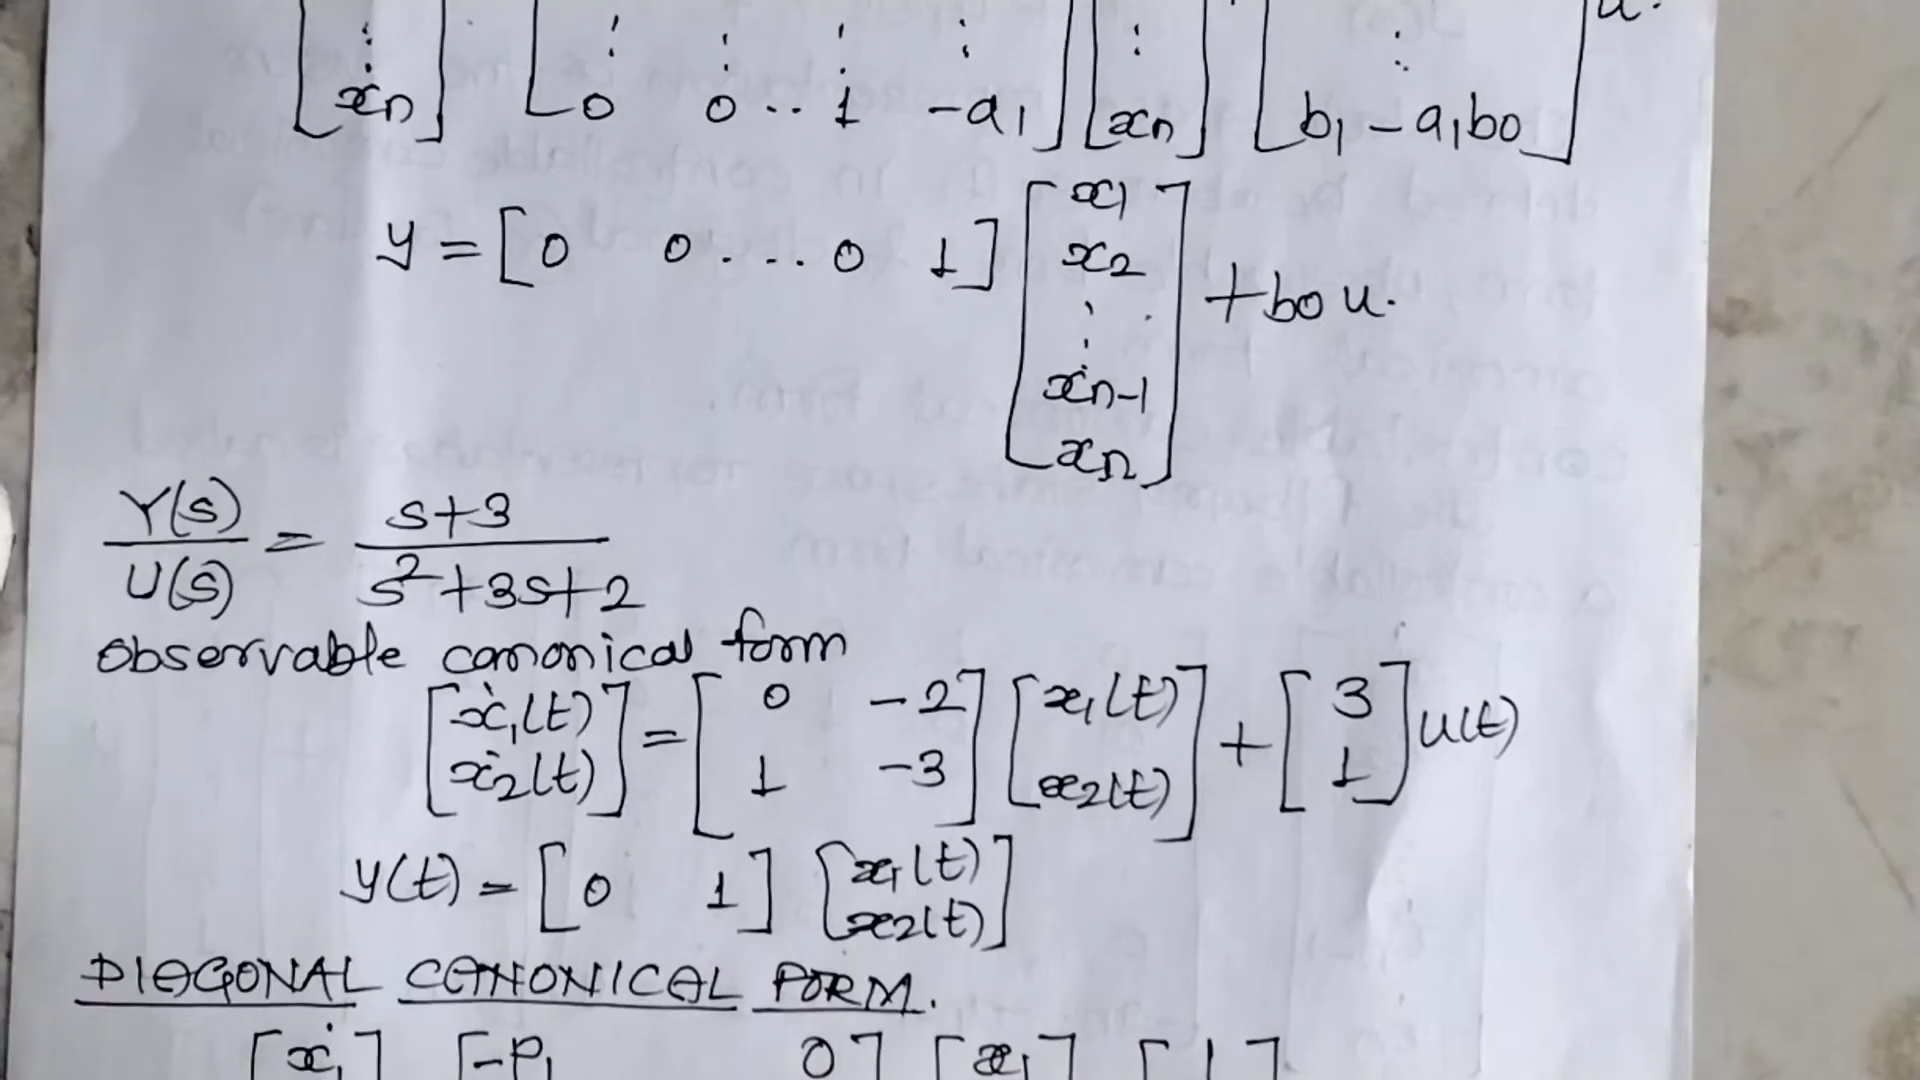 [⋮ xn] [⋮ ⋮ ⋮ ⋮ 0 0 .. 1 -a1] [⋮ xn] [⋮ b1 - a1b0] u.
y = [0 0 . ... 0 1] [x1 x2 ⋮ xn-1 xn] + b0 u.
Y(s)/U(s) = s+3/s²+3s+2
Observable canonical form
[ẋ1(t) ẋ2(t)] = [0 -2 1 -3] [x1(t) x2(t)] + [3 1] u(t)
y(t) = [0 1] [x1(t) x2(t)]
DIAGONAL CANONICAL FORM.
[ẋ1] [-P1 0] [x1] [1]